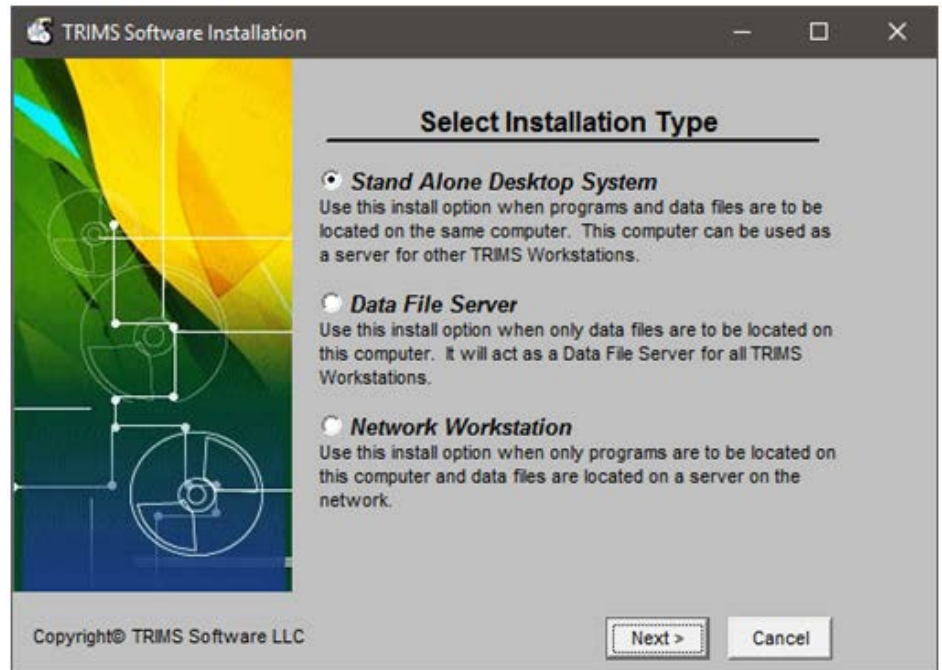 TRIMS Software Installation
Select Installation Type
Stand Alone Desktop System
Use this install option when programs and data files are to be
located on the same computer. This computer can be used as
a server for other TRIMS Workstations.
Data File Server
Use this install option when only data files are to be located on
this computer. It will act as a Data File Server for all TRIMS
Workstations.
Network Workstation
Use this install option when only programs are to be located on
this computer and data files are located on a server on the
network.
Copyright© TRIMS Software LLC
Next >
Cancel